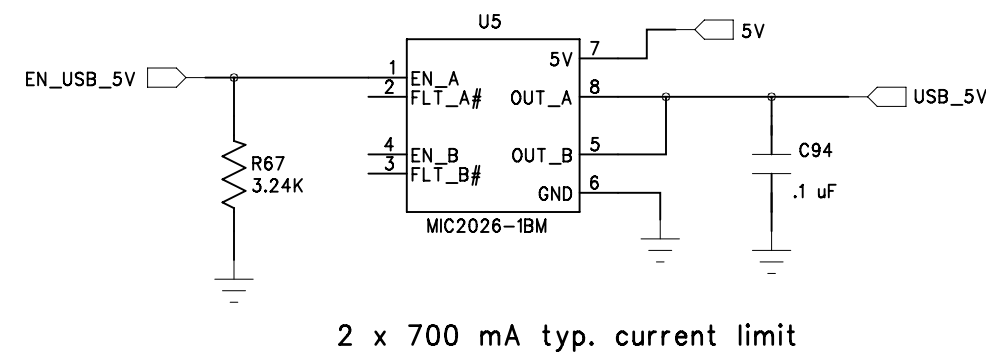 U5
EN_USB_5V
1
EN_A
2
FLT_A#
4
EN_B
3
FLT_B#
5V
7
OUT_A
8
OUT_B
5
GND
6
MIC2026-1BM
5V
USB_5V
R67
3.24K
C94
.1 uF
2 x 700 mA typ. current limit